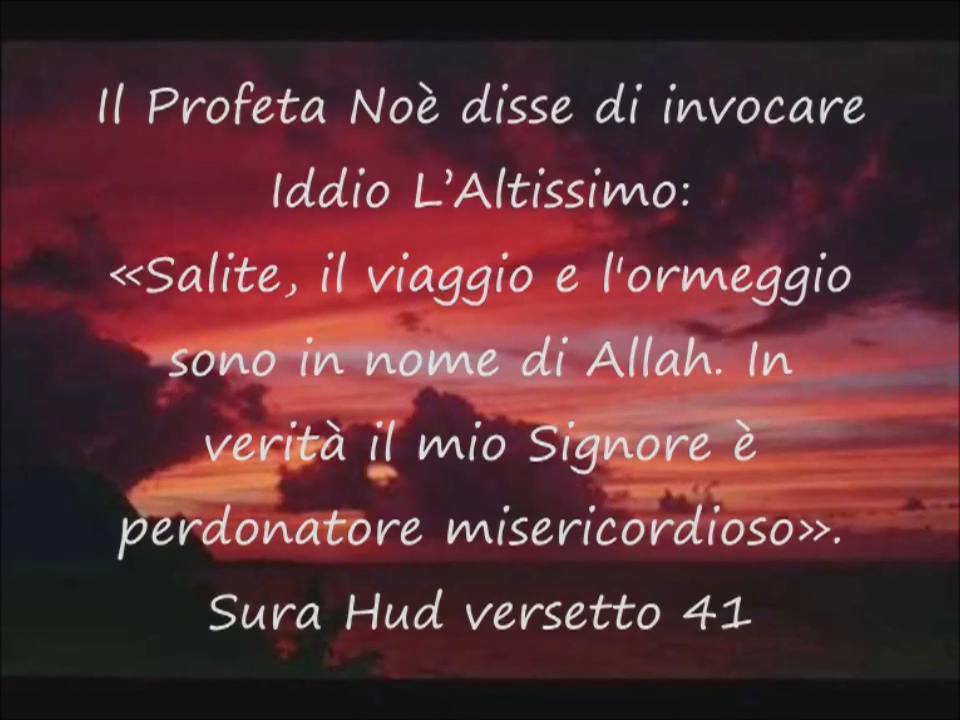 Il Profeta Noè disse di invocare
Iddio L’Altissimo:
«Salite, il viaggio e l'ormeggio
sono in nome di Allah. In
verità il mio Signore è
perdonatore misericordioso».
Sura Hud versetto 41